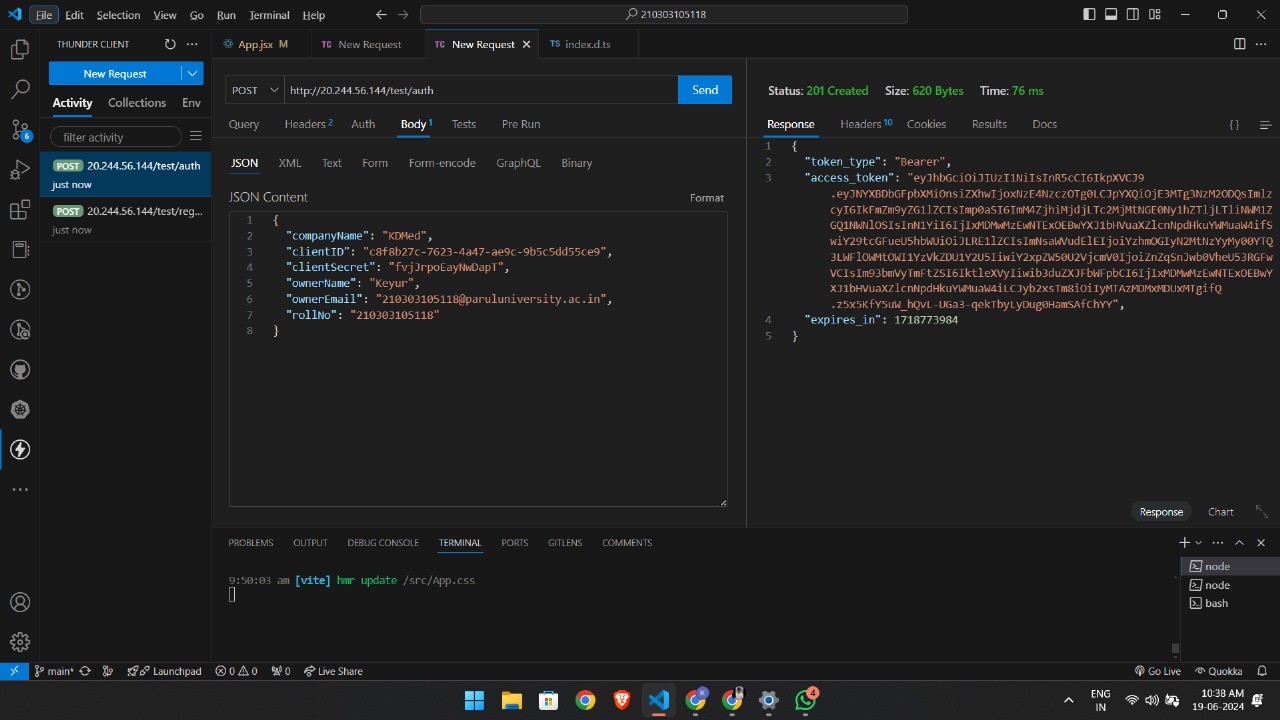 File Edit Selection View Go Run Terminal Help
210303105118
THUNDER CLIENT
App.jsx M
TC New Request
TC New Request
TS index.d.ts
New Request
POST
http://20.244.56.144/test/auth
Send
Status: 201 Created Size: 620 Bytes Time: 76 ms
Activity Collections Env
Query Headers 2 Auth Body 1 Tests Pre Run
Response Headers 10 Cookies Results Docs
{ }
filter activity
POST 20.244.56.144/test/auth
just now
POST 20.244.56.144/test/reg...
just now
JSON XML Text Form Form-encode GraphQL Binary
JSON Content
Format
1 {
2 "companyName": "KDMed",
3 "clientID": "c8f8b27c-7623-4a47-ae9c-9b5c5dd55ce9",
4 "clientSecret": "fvjJrpoEayNwDapT",
5 "ownerName": "Keyur",
6 "ownerEmail": "210303105118@paruluniversity.ac.in",
7 "rollNo": "210303105118"
8 }
1 {
2 "token_type": "Bearer",
3 "access_token": "eyJhbGciOiJIUzI1NiIsInR5cCI6IkpXVCJ9
4 "expires_in": 1718773984
5 }
Response Chart
PROBLEMS OUTPUT DEBUG CONSOLE TERMINAL PORTS GITLENS COMMENTS
9:50:03 am [vite] hmr update /src/App.css
node
node
bash
main* Launchpad 0 0 0 Live Share
Go Live Quokka
6
K
4
ENG
IN
10:38 AM
19-06-2024